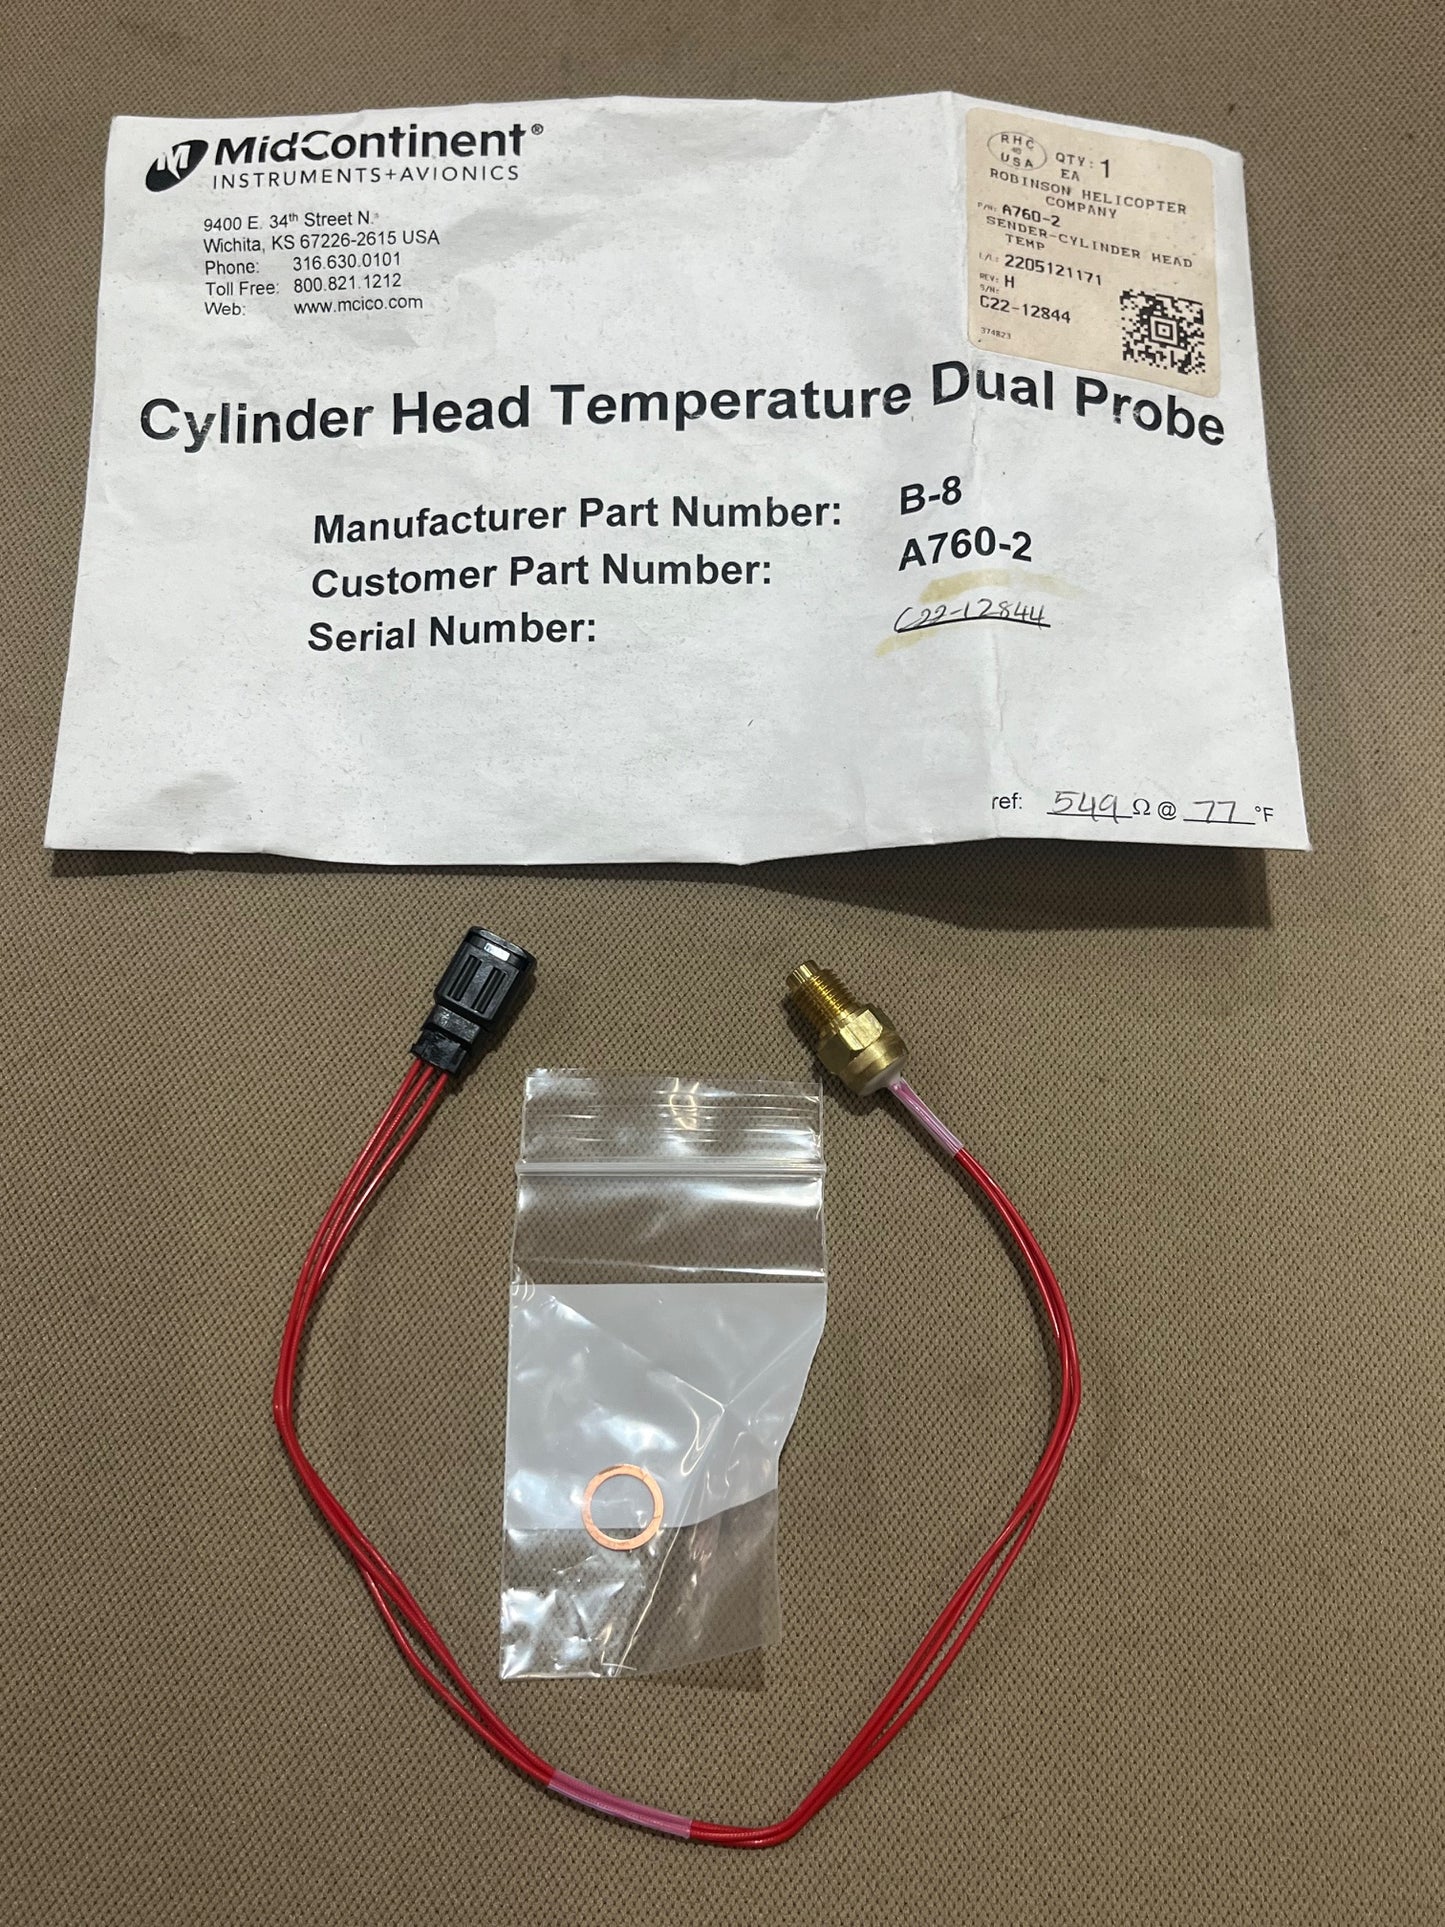 MidContinent®
INSTRUMENTS+AVIONICS
9400 E. 34th Street N.
Wichita, KS 67226-2615 USA
Phone: 316.630.0101
Toll Free: 800.821.1212
Web: www.mcico.com
RHC
40
USA
QTY: 1
EA
ROBINSON HELICOPTER
COMPANY
P/N: A760-2
SENDER-CYLINDER HEAD
TEMP
L/L: 2205121171
REV: H
S/N:
C22-12844
374823
Cylinder Head Temperature Dual Probe
Manufacturer Part Number: B-8
Customer Part Number: A760-2
Serial Number: C22-12844
ref: 549 Ω @ 77 °F